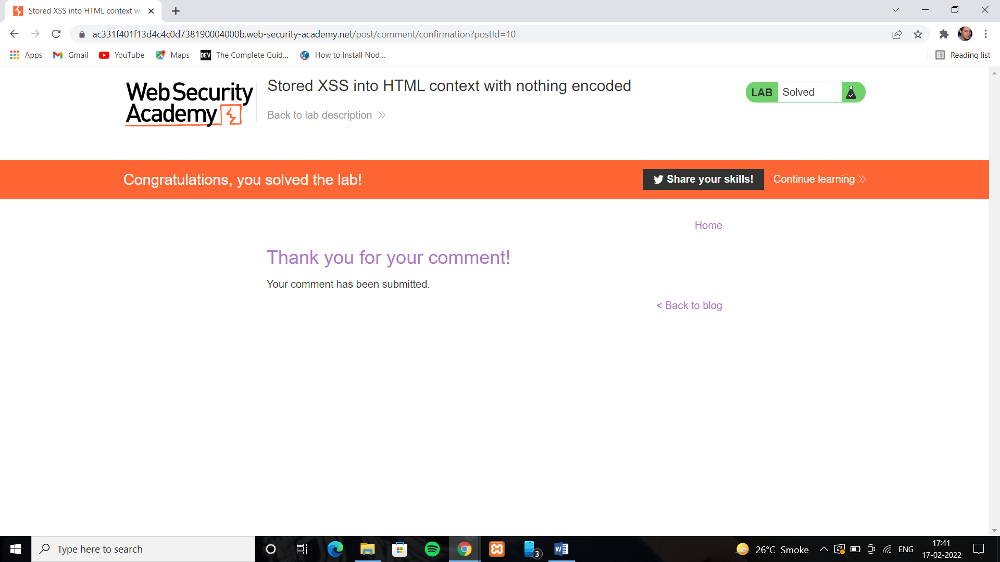 Stored XSS into HTML context wi
ac331f401f13d4c4c0d738190004000b.web-security-academy.net/post/comment/confirmation?postId=10
Apps Gmail YouTube Maps DEV The Complete Guid... How to Install Nod... Reading list
Web Security
Academy
Stored XSS into HTML context with nothing encoded
Back to lab description
LAB Solved
Congratulations, you solved the lab!
Share your skills! Continue learning
Home
Thank you for your comment!
Your comment has been submitted.
< Back to blog
Type here to search
3
W
26°C Smoke
ENG
17:41
17-02-2022